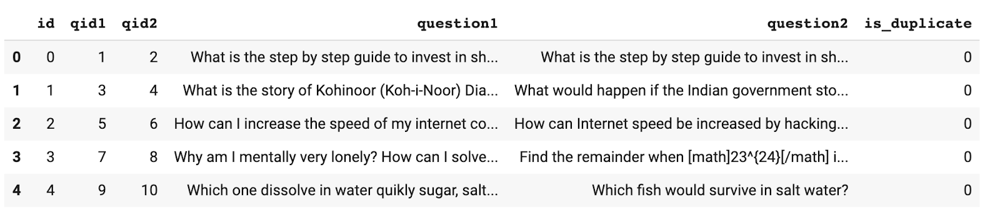 id qid1 qid2 question1 question2 is_duplicate
0 0 1 2 What is the step by step guide to invest in sh... What is the step by step guide to invest in sh... 0
1 1 3 4 What is the story of Kohinoor (Koh-i-Noor) Dia... What would happen if the Indian government sto... 0
2 2 5 6 How can I increase the speed of my internet co... How can Internet speed be increased by hacking... 0
3 3 7 8 Why am I mentally very lonely? How can I solve... Find the remainder when [math]23^{24}[/math] i... 0
4 4 9 10 Which one dissolve in water quikly sugar, salt... Which fish would survive in salt water? 0